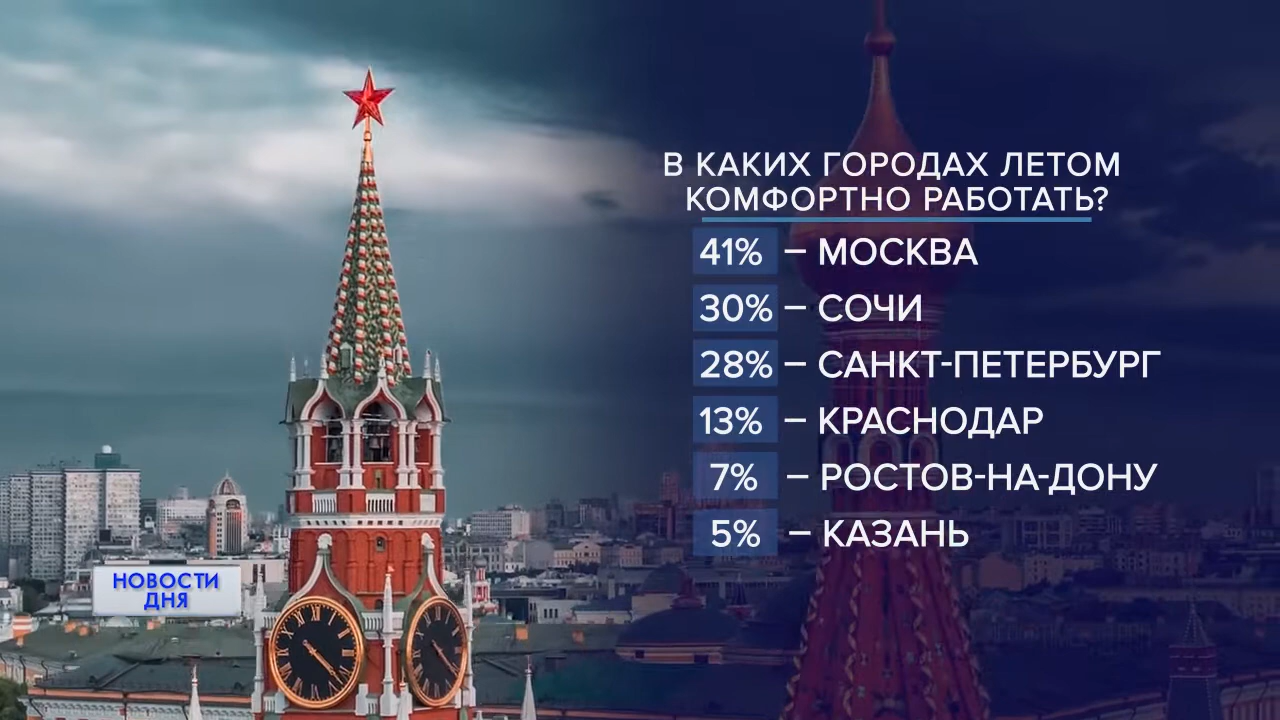 В КАКИХ ГОРОДАХ ЛЕТОМ
КОМФОРТНО РАБОТАТЬ?
41% – МОСКВА
30% – СОЧИ
28% – САНКТ-ПЕТЕРБУРГ
13% – КРАСНОДАР
7% – РОСТОВ-НА-ДОНУ
5% – КАЗАНЬ
НОВОСТИ
ДНЯ